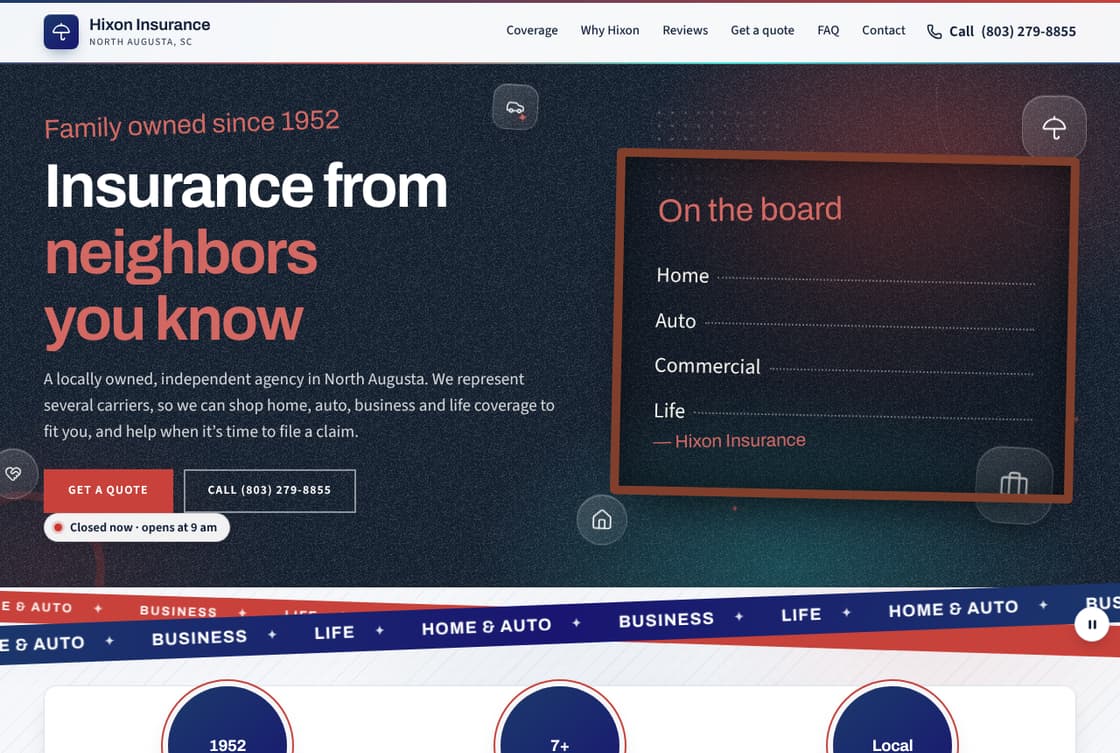 Hixon Insurance
NORTH AUGUSTA, SC
Coverage
Why Hixon
Reviews
Get a quote
FAQ
Contact
Call (803) 279-8855
Family owned since 1952
Insurance from
neighbors
you know
A locally owned, independent agency in North Augusta. We represent
several carriers, so we can shop home, auto, business and life coverage to
fit you, and help when it’s time to file a claim.
GET A QUOTE
CALL (803) 279-8855
Closed now · opens at 9 am
On the board
Home
Auto
Commercial
Life
— Hixon Insurance
E & AUTO ✦ BUSINESS ✦ LIFE
E & AUTO ✦ BUSINESS ✦ LIFE ✦ HOME & AUTO ✦ BUSINESS ✦ LIFE ✦ HOME & AUTO ✦ BUS
1952
7+
Local